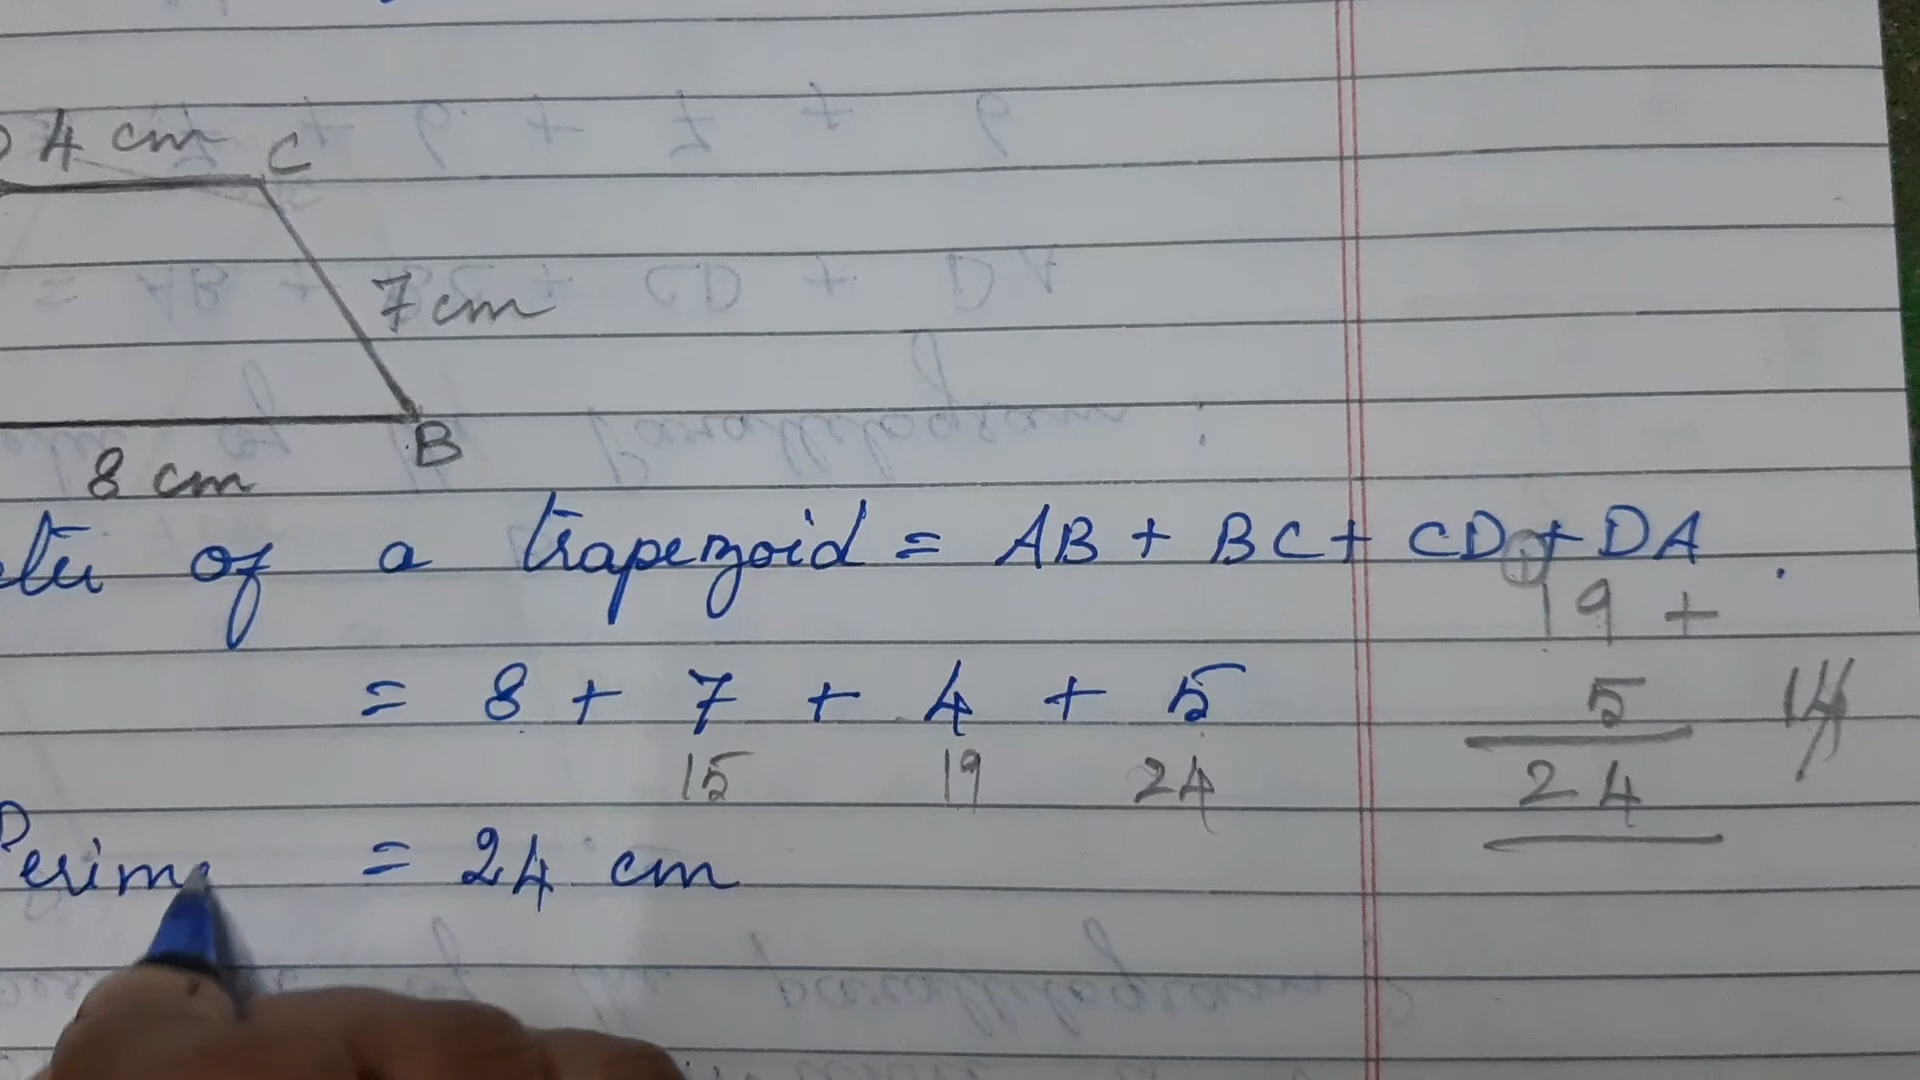 4 cm C
7 cm
B
8 cm
of a trapezoid = AB + BC + CD + DA .
19 +
= 8 + 7 + 4 + 5 5
15 19 24 24
Perim = 24 cm